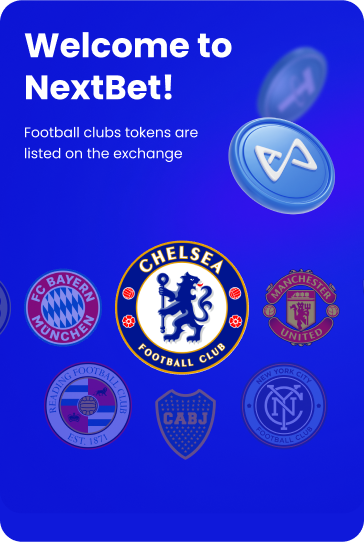 Welcome to
NextBet!
Football clubs tokens are
listed on the exchange
CHELSEA
FOOTBALL CLUB
FC BAYERN
MÜNCHEN
MANCHESTER
UNITED
READING FOOTBALL CLUB
EST. 1871
CABJ
NEW YORK CITY
NYC
FOOTBALL CLUB